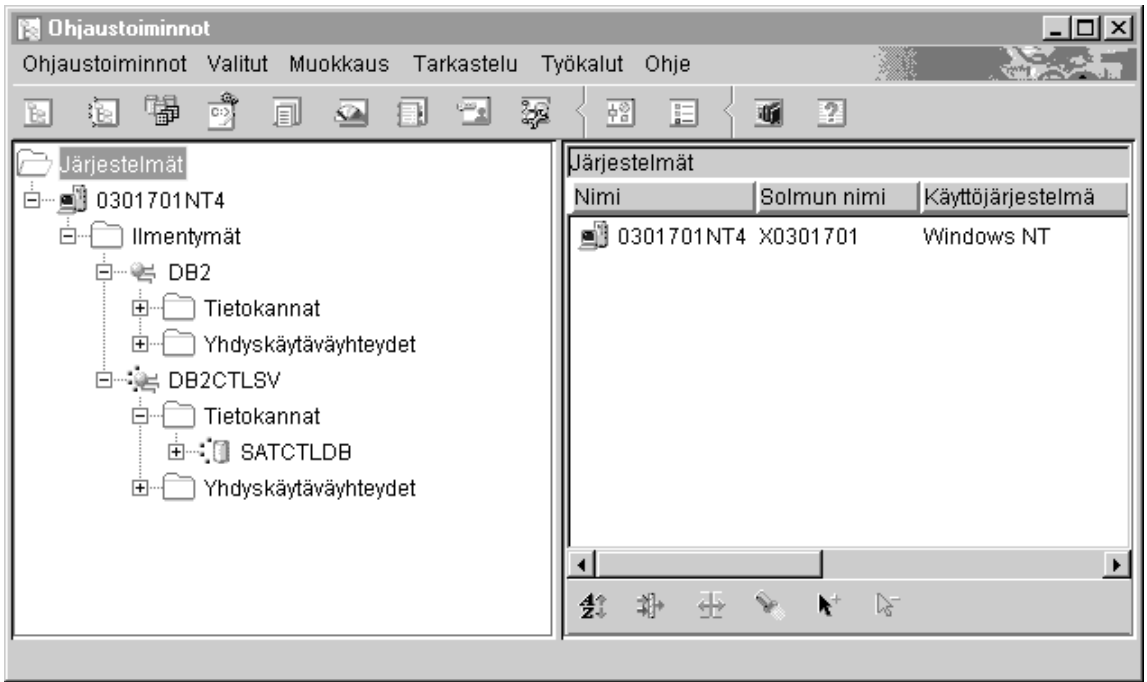 Ohjaustoiminnot
Ohjaustoiminnot Valitut Muokkaus Tarkastelu Työkalut Ohje
Järjestelmät
0301701NT4
Ilmentymät
DB2
Tietokannat
Yhdyskäytäväyhteydet
DB2CTLSV
Tietokannat
SATCTLDB
Yhdyskäytäväyhteydet
Järjestelmät
Nimi Solmun nimi Käyttöjärjestelmä
0301701NT4 X0301701 Windows NT